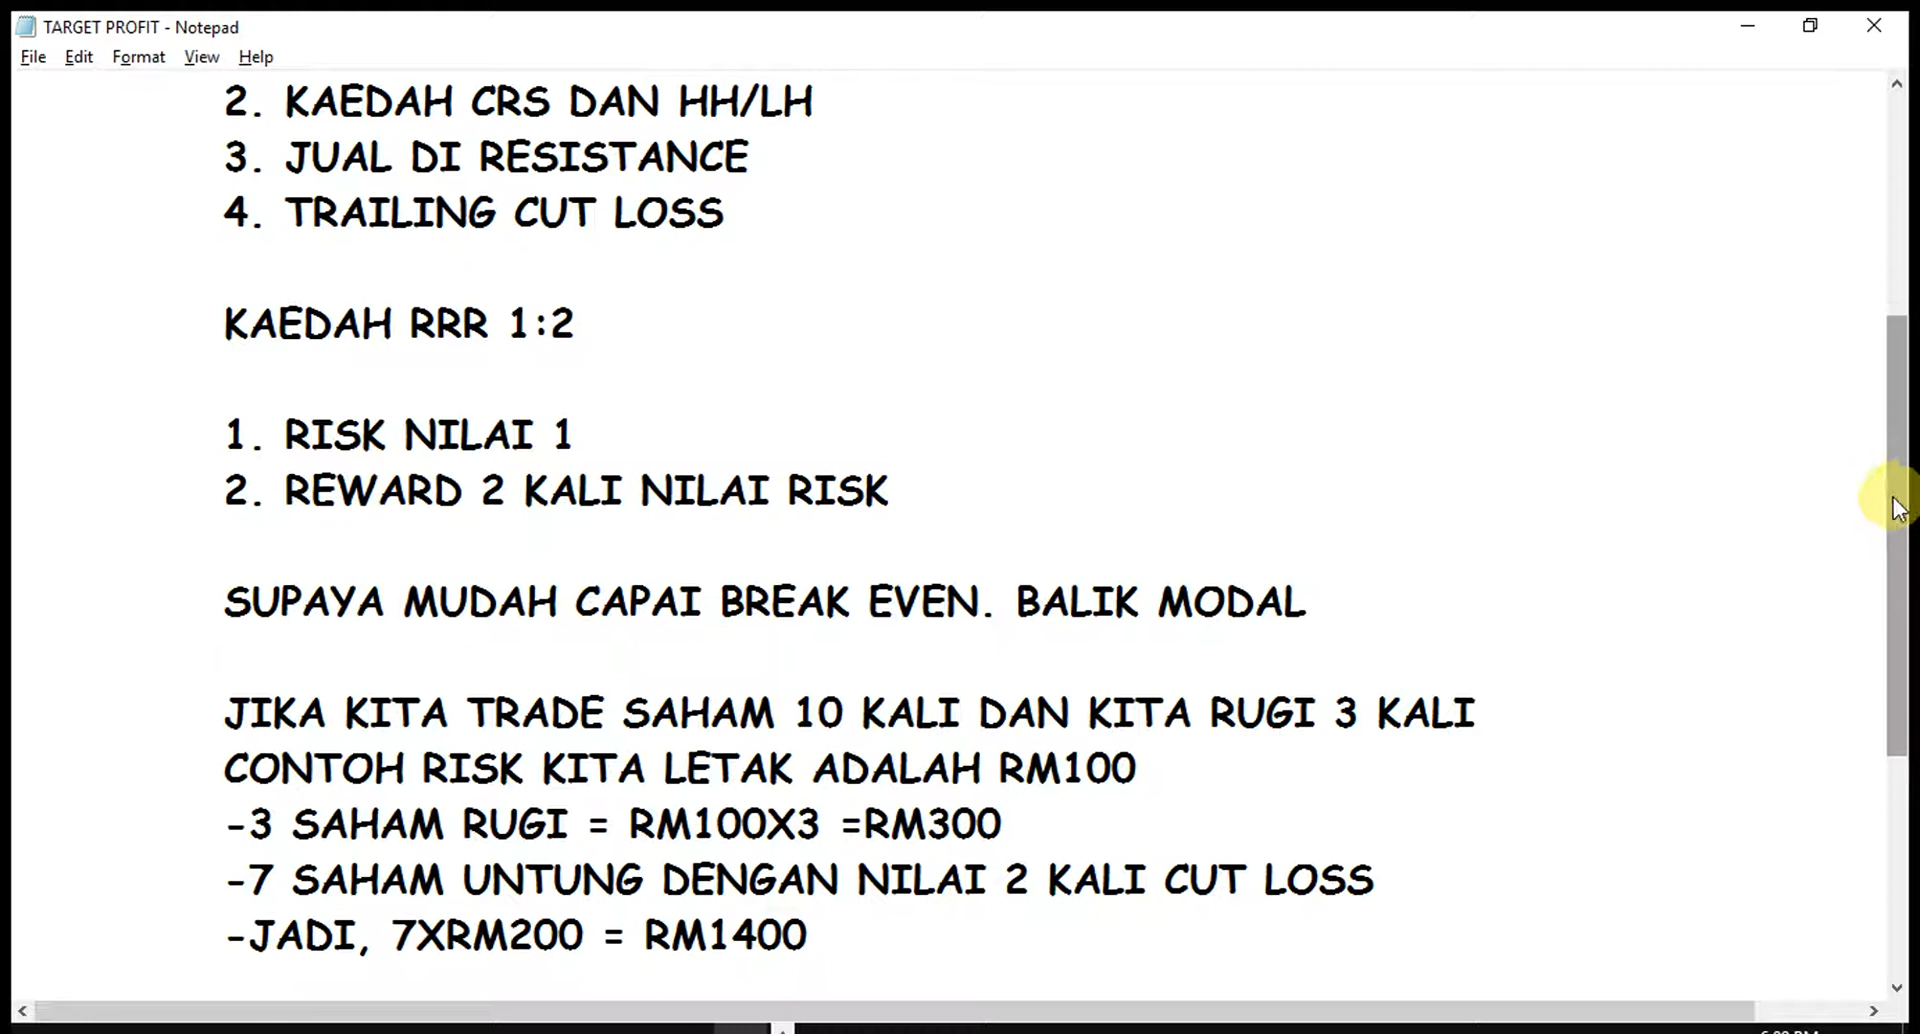 TARGET PROFIT - Notepad
File Edit Format View Help
2. KAEDAH CRS DAN HH/LH
3. JUAL DI RESISTANCE
4. TRAILING CUT LOSS
KAEDAH RRR 1:2
1. RISK NILAI 1
2. REWARD 2 KALI NILAI RISK
SUPAYA MUDAH CAPAI BREAK EVEN. BALIK MODAL
JIKA KITA TRADE SAHAM 10 KALI DAN KITA RUGI 3 KALI
CONTOH RISK KITA LETAK ADALAH RM100
-3 SAHAM RUGI = RM100X3 =RM300
-7 SAHAM UNTUNG DENGAN NILAI 2 KALI CUT LOSS
-JADI, 7XRM200 = RM1400